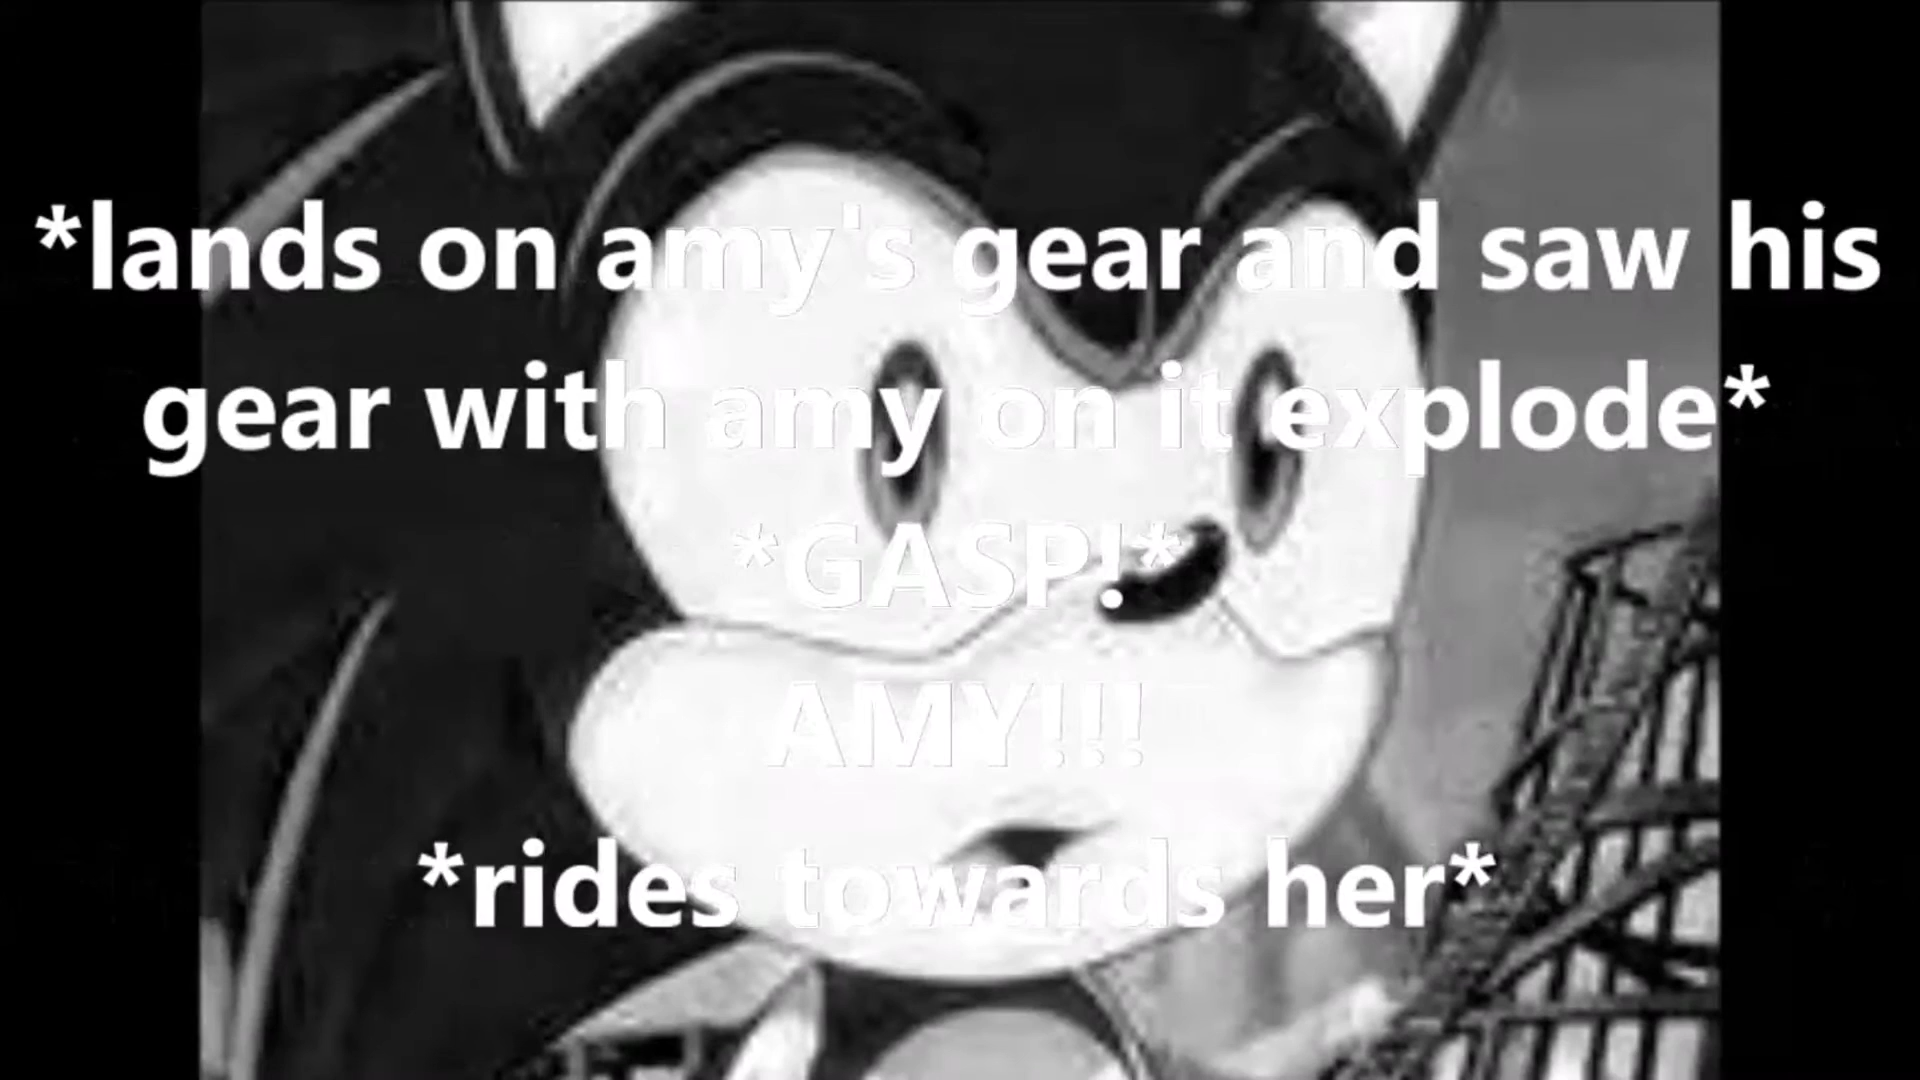 *lands on amy's gear and saw his
gear with amy on it explode*
*GASP!*
AMY!!!
*rides towards her*